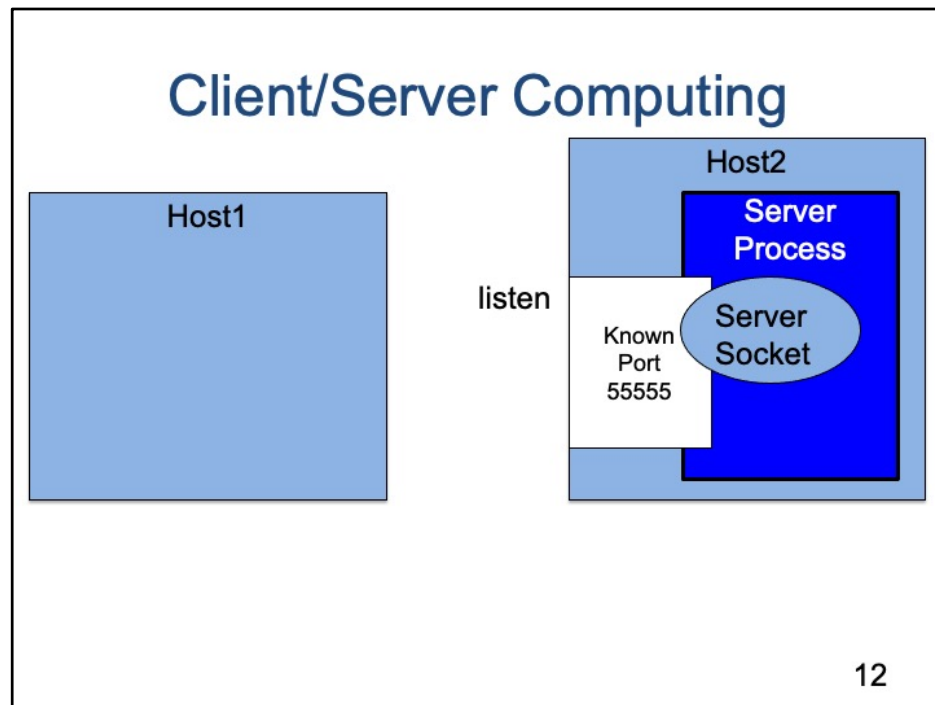 Client/Server Computing
Host1
listen
Host2
Server
Process
Known
Port
55555
Server
Socket
12